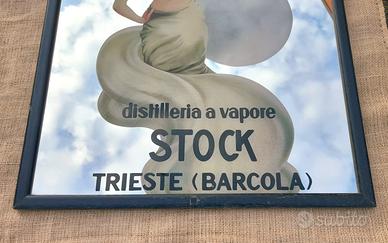 distilleria a vapore
STOCK
TRIESTE (BARCOLA)
subito